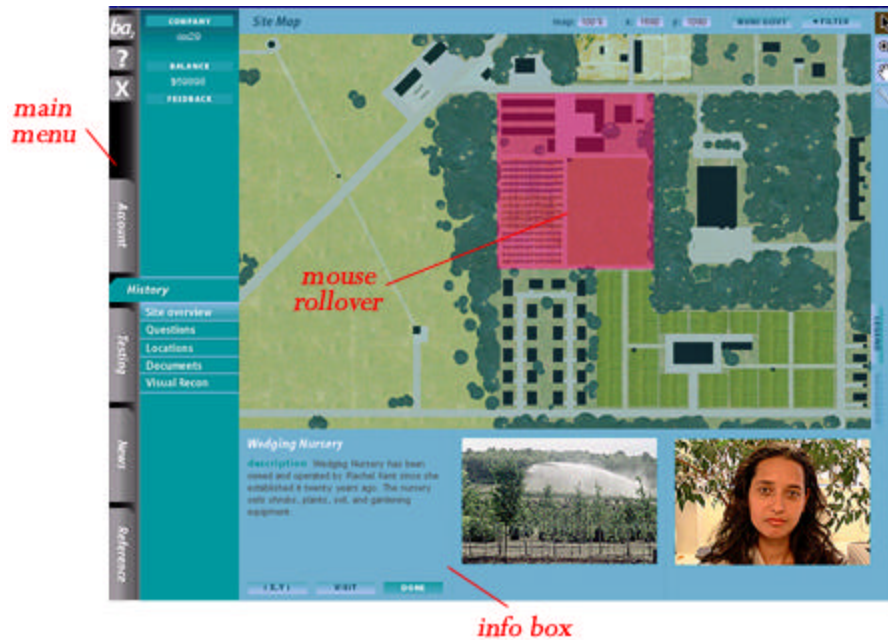 ba,
?
X
COMPANY
BALANCE
FEEDBACK
Site Map
map: 100%
x:
y:
FILTER
main
menu
Account
History
Site overview
Questions
Locations
Documents
Visual Recon
Testing
News
Reference
mouse
rollover
Wedging Nursery
description Wedging Nursery has been
owned and operated by Rachel since she
established it twenty years ago. The nursery
sells shrubs, plants, soil, and gardening
equipment.
(X,Y)
VISIT
DONE
info box